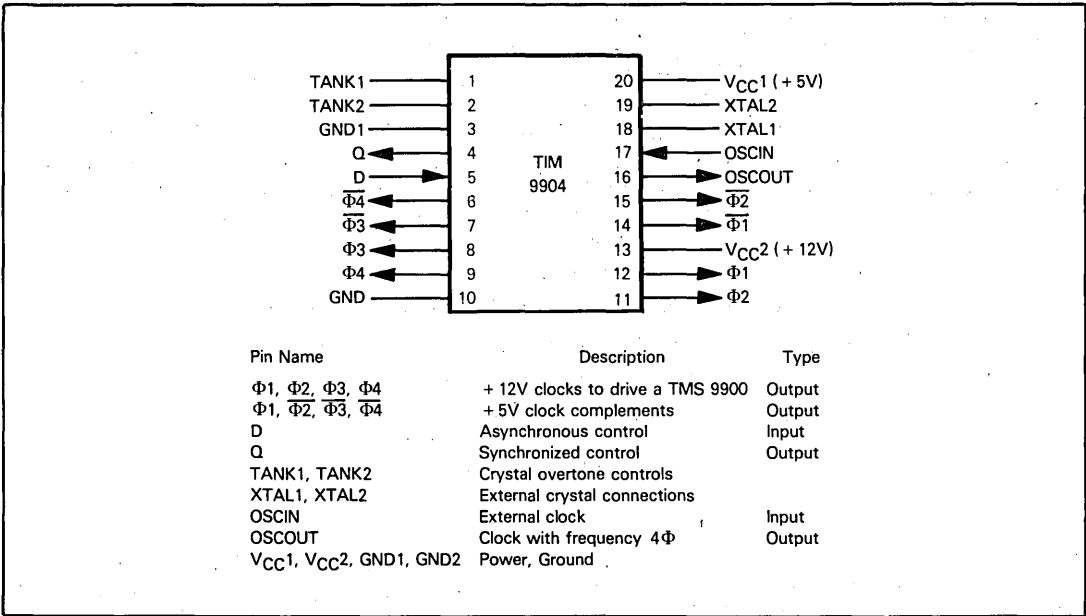 TANK1 1 20 VCC1 (+5V)
TANK2 2 19 XTAL2
GND1 3 18 XTAL1
Q 4 17 OSCIN
D 5 16 OSCOUT
Φ4̅ 6 15 Φ2̅
Φ3̅ 7 14 Φ1̅
Φ3 8 13 VCC2 (+12V)
Φ4 9 12 Φ1
GND 10 11 Φ2
TIM
9904
Pin Name Description Type
Φ1, Φ2, Φ3, Φ4 +12V clocks to drive a TMS 9900 Output
Φ1, Φ2̅, Φ3̅, Φ4̅ +5V clock complements Output
D Asynchronous control Input
Q Synchronized control Output
TANK1, TANK2 Crystal overtone controls
XTAL1, XTAL2 External crystal connections
OSCIN External clock Input
OSCOUT Clock with frequency 4Φ Output
VCC1, VCC2, GND1, GND2 Power, Ground